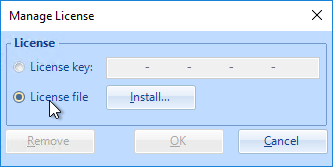 Manage License
License
License key: - - - -
License file Install...
Remove OK Cancel